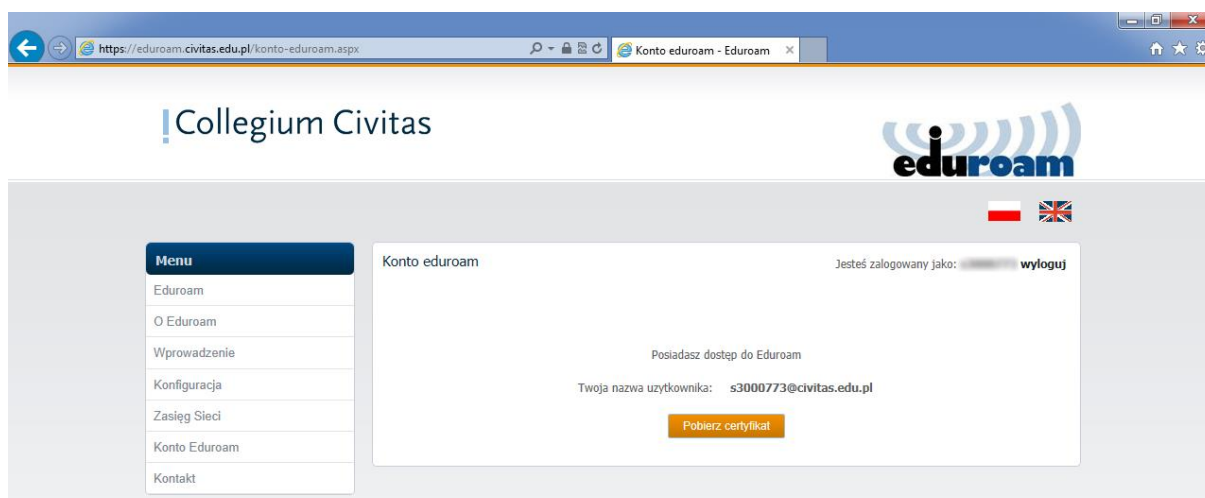 https://eduroam.civitas.edu.pl/konto-eduroam.aspx
Konto eduroam - Eduroam
Collegium Civitas
eduroam
Menu
Eduroam
O Eduroam
Wprowadzenie
Konfiguracja
Zasięg Sieci
Konto Eduroam
Kontakt
Konto eduroam
Jesteś zalogowany jako: wyloguj
Posiadasz dostęp do Eduroam
Twoja nazwa uzytkownika: s3000773@civitas.edu.pl
Pobierz certyfikat